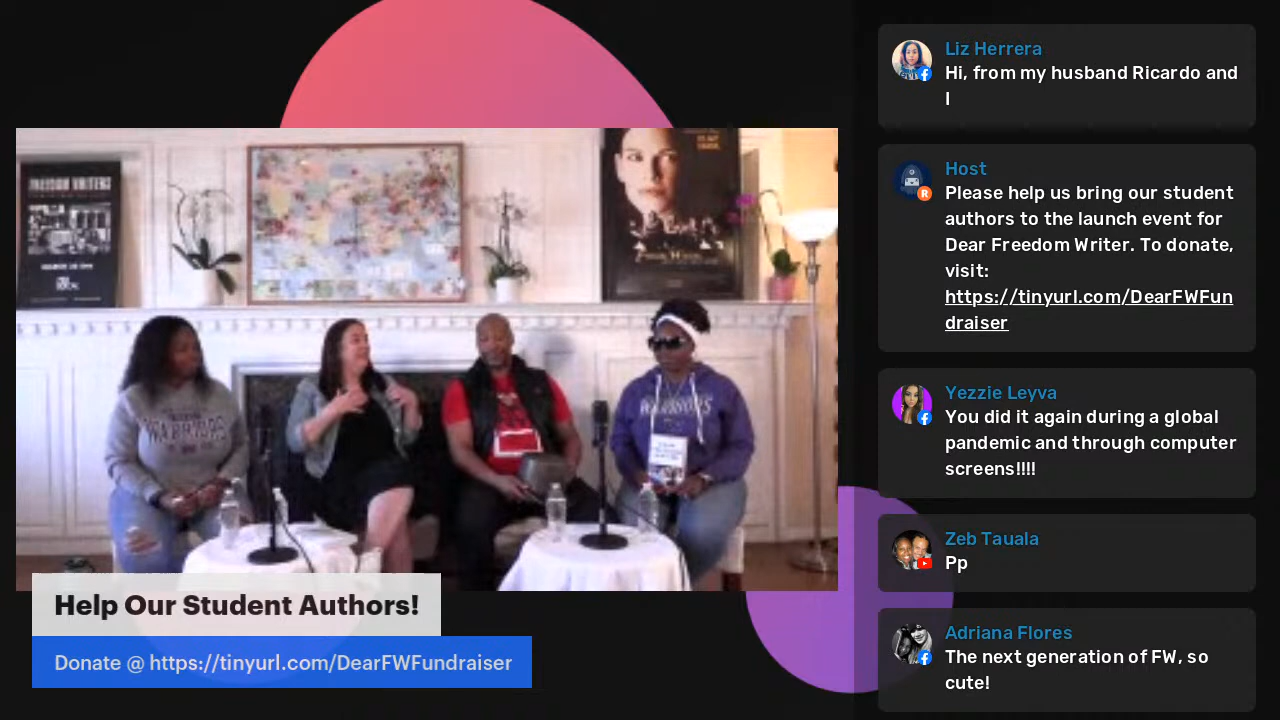 FREEDOM WRITERS
WARRIORS
WARRIORS
Help Our Student Authors!
Donate @ https://tinyurl.com/DearFWFundraiser
Liz Herrera
Hi, from my husband Ricardo and
I
Host
Please help us bring our student
authors to the launch event for
Dear Freedom Writer. To donate,
visit:
https://tinyurl.com/DearFWFun
draiser
Yezzie Leyva
You did it again during a global
pandemic and through computer
screens!!!!
Zeb Tauala
Pp
Adriana Flores
The next generation of FW, so
cute!